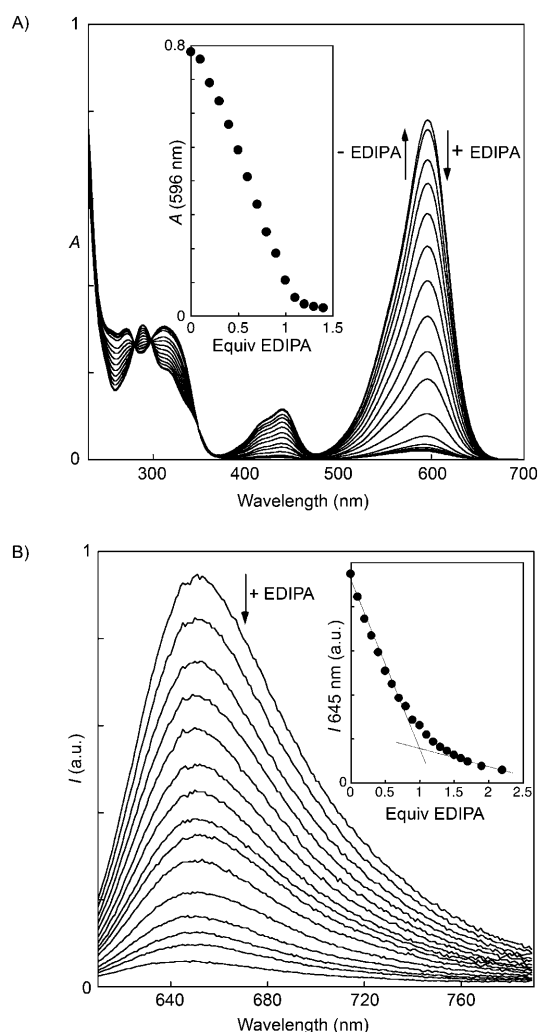 A)
1
0.8
A (596 nm)
0
0 0.5 1 1.5
Equiv EDIPA
- EDIPA
+ EDIPA
A
0
300 400 500 600 700
Wavelength (nm)
B)
1
+ EDIPA
I 645 nm (a.u.)
0
0 0.5 1 1.5 2 2.5
Equiv EDIPA
I (a.u.)
0
640 680 720 760
Wavelength (nm)